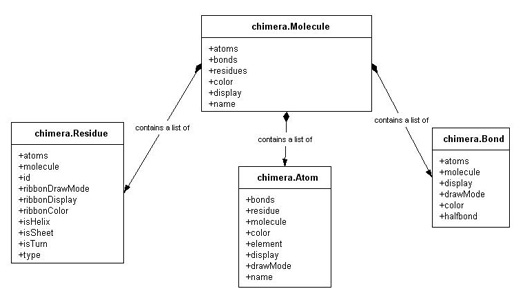 chimera.Molecule
+atoms
+bonds
+residues
+color
+display
+name
contains a list of
contains a list of
contains a list of
chimera.Residue
+atoms
+molecule
+id
+ribbonDrawMode
+ribbonDisplay
+ribbonColor
+isHelix
+isSheet
+isTurn
+type
chimera.Atom
+bonds
+residue
+molecule
+color
+element
+display
+drawMode
+name
chimera.Bond
+atoms
+molecule
+display
+drawMode
+color
+halfbond